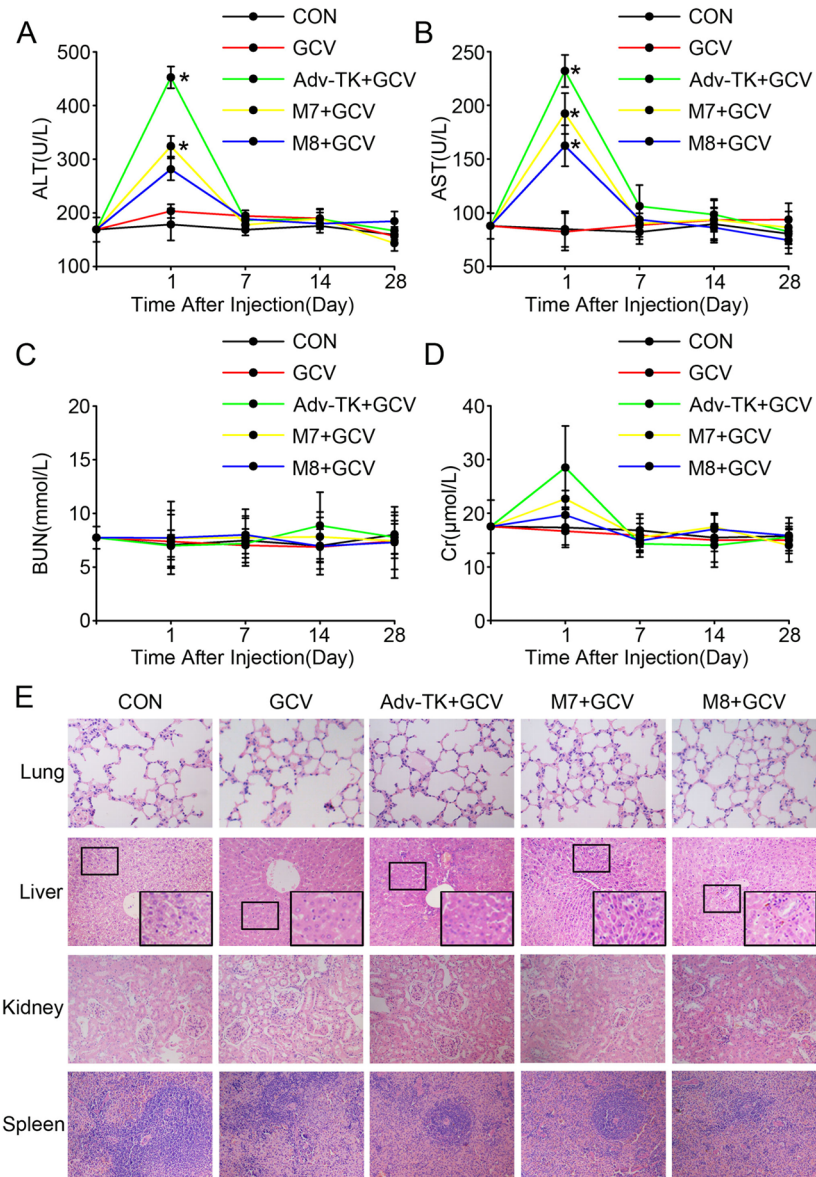 A
CON
GCV
Adv-TK+GCV
M7+GCV
M8+GCV
500
400
300
200
100
ALT(U/L)
*
*
1
7
14
28
Time After Injection(Day)
B
CON
GCV
Adv-TK+GCV
M7+GCV
M8+GCV
250
200
150
100
50
AST(U/L)
*
*
*
1
7
14
28
Time After Injection(Day)
C
CON
GCV
Adv-TK+GCV
M7+GCV
M8+GCV
20
15
10
5
0
BUN(mmol/L)
1
7
14
28
Time After Injection(Day)
D
CON
GCV
Adv-TK+GCV
M7+GCV
M8+GCV
40
30
20
10
0
Cr(μmol/L)
1
7
14
28
Time After Injection(Day)
E
CON GCV Adv-TK+GCV M7+GCV M8+GCV
Lung
Liver
Kidney
Spleen